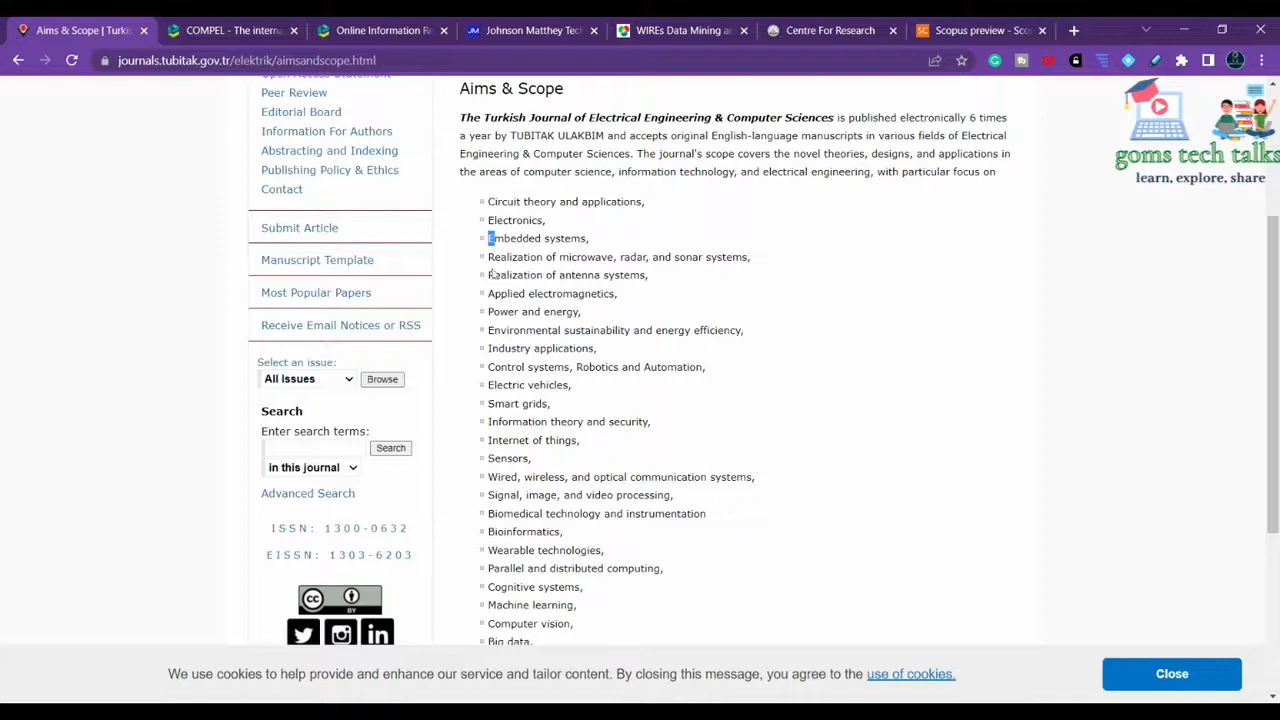 Aims & Scope | Turkis
COMPEL - The interna
Online Information Re
Johnson Matthey Tech
WIREs Data Mining an
Centre For Research
Scopus preview - Sco
journals.tubitak.gov.tr/elektrik/aimsandscope.html
Open Access Statement
Peer Review
Editorial Board
Information For Authors
Abstracting and Indexing
Publishing Policy & Ethics
Contact
Submit Article
Manuscript Template
Most Popular Papers
Receive Email Notices or RSS
Select an issue:
All Issues
Browse
Search
Enter search terms:
Search
in this journal
Advanced Search
ISSN: 1300-0632
EISSN: 1303-6203
cc
BY
Aims & Scope
The Turkish Journal of Electrical Engineering & Computer Sciences is published electronically 6 times
a year by TUBITAK ULAKBIM and accepts original English-language manuscripts in various fields of Electrical
Engineering & Computer Sciences. The journal's scope covers the novel theories, designs, and applications in
the areas of computer science, information technology, and electrical engineering, with particular focus on
Circuit theory and applications,
Electronics,
Embedded systems,
Realization of microwave, radar, and sonar systems,
Realization of antenna systems,
Applied electromagnetics,
Power and energy,
Environmental sustainability and energy efficiency,
Industry applications,
Control systems, Robotics and Automation,
Electric vehicles,
Smart grids,
Information theory and security,
Internet of things,
Sensors,
Wired, wireless, and optical communication systems,
Signal, image, and video processing,
Biomedical technology and instrumentation
Bioinformatics,
Wearable technologies,
Parallel and distributed computing,
Cognitive systems,
Machine learning,
Computer vision,
Big data,
goms tech talks
learn, explore, share
We use cookies to help provide and enhance our service and tailor content. By closing this message, you agree to the use of cookies.
Close